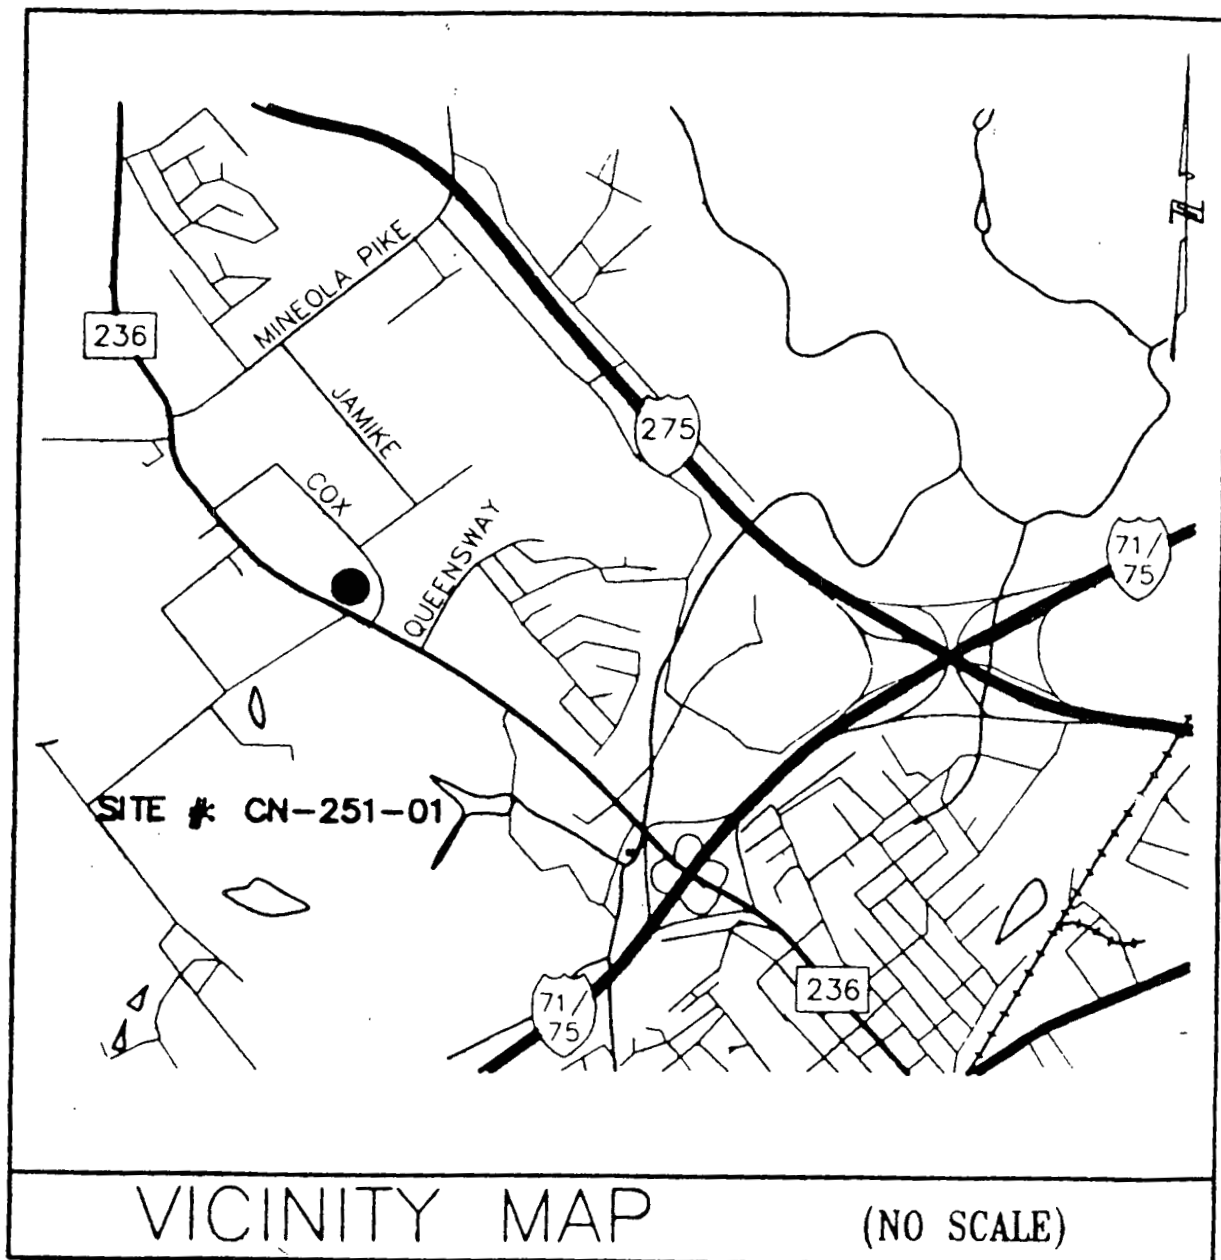 N
MINEOLA PIKE
236
JAMIKE
275
COX
QUEENSWAY
71/
75
SITE # CN-251-01
236
71/
75
VICINITY MAP
(NO SCALE)